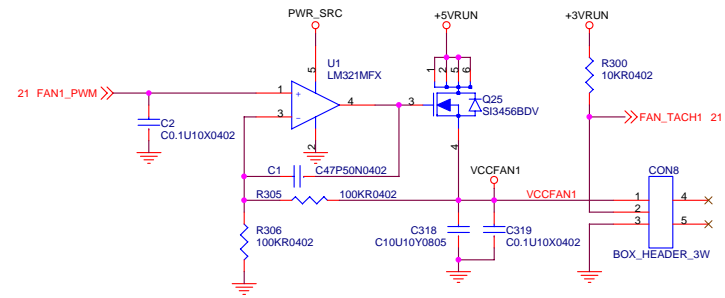 PWR_SRC
+5VRUN
+3VRUN
U1
LM321MFX
5
1
2
5
6
R300
10KR0402
21 FAN1_PWM
1
+
4
3
Q25
SI3456BDV
FAN_TACH1 21
C2
C0.1U10X0402
3
-
2
4
C1
C47P50N0402
VCCFAN1
CON8
R305
100KR0402
VCCFAN1
1
4
2
3
5
R306
100KR0402
C318
C10U10Y0805
C319
C0.1U10X0402
BOX_HEADER_3W